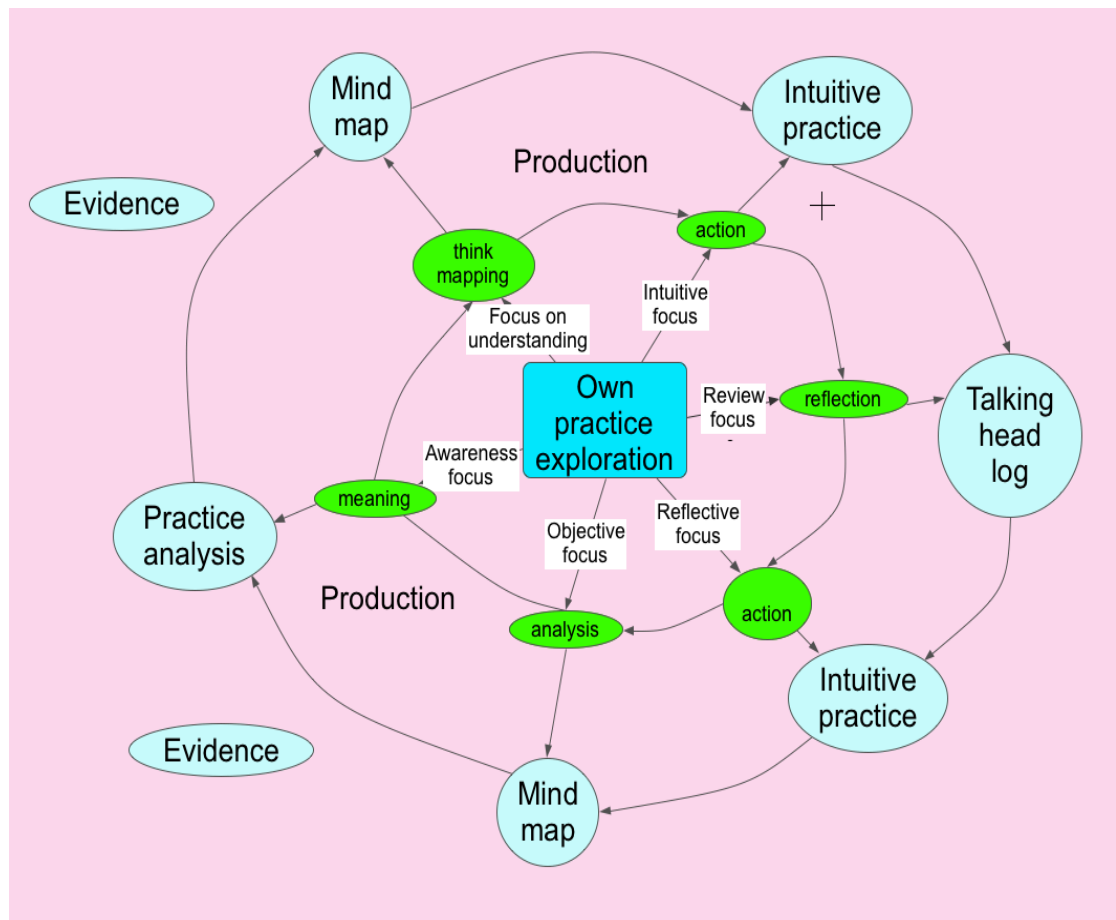 Mind
map
Intuitive
practice
Production
Evidence
action
think
mapping
Intuitive
focus
Focus on
understanding
Own
practice
exploration
Review
focus
-
reflection
Talking
head
log
Awareness
focus
meaning
Practice
analysis
Objective
focus
Reflective
focus
Production
action
analysis
Intuitive
practice
Evidence
Mind
map